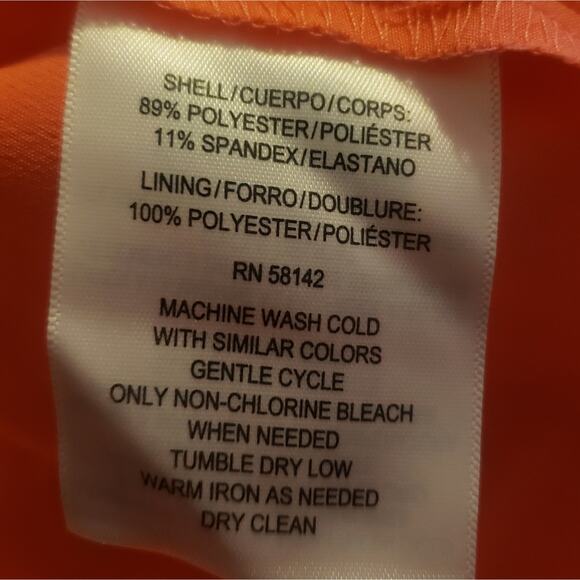 SHELL/CUERPO/CORPS:
89% POLYESTER/POLIÉSTER
11% SPANDEX/ELASTANO
LINING/FORRO/DOUBLURE:
100% POLYESTER/POLIÉSTER
RN 58142
MACHINE WASH COLD
WITH SIMILAR COLORS
GENTLE CYCLE
ONLY NON-CHLORINE BLEACH
WHEN NEEDED
TUMBLE DRY LOW
WARM IRON AS NEEDED
DRY CLEAN